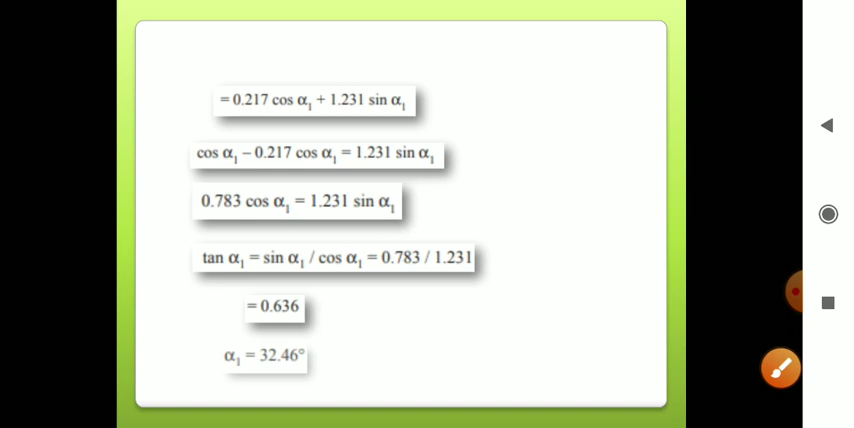 = 0.217 cos α₁ + 1.231 sin α₁
cos α₁ – 0.217 cos α₁ = 1.231 sin α₁
0.783 cos α₁ = 1.231 sin α₁
tan α₁ = sin α₁ / cos α₁ = 0.783 / 1.231
= 0.636
α₁ = 32.46°